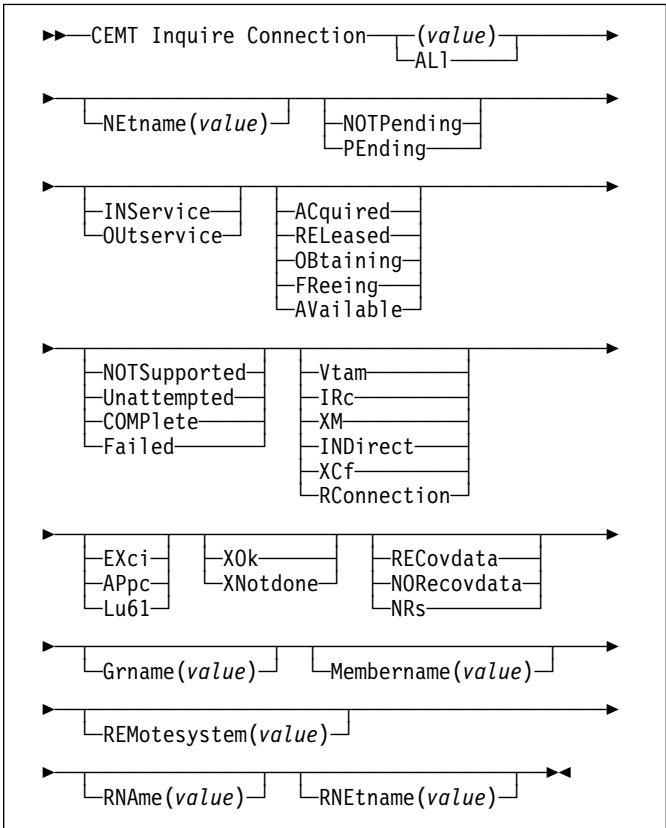 CEMT Inquire Connection (value)
ALl
NEtname(value) NOTPending
PEnding
INService ACquired
OUtservice RELeased
OBtaining
FReeing
AVailable
NOTSupported Vtam
Unattempted IRc
COMPlete XM
Failed INDirect
XCf
RConnection
EXci XOk RECovdata
APpc XNotdone NORecovdata
Lu61 NRs
Grname(value) Membername(value)
REMotesystem(value)
RNAme(value) RNEtname(value)